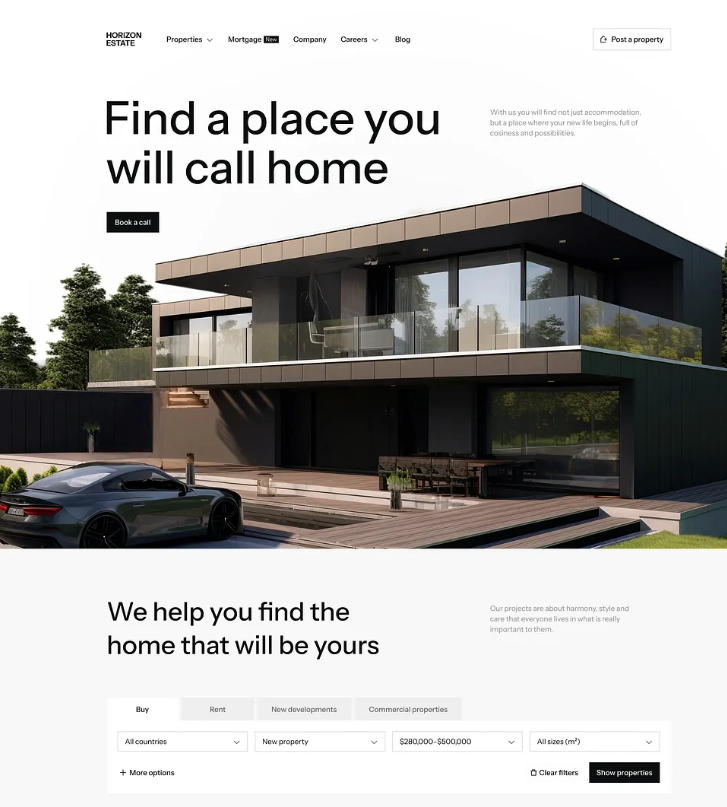 HORIZON
ESTATE
Properties
Mortgage New
Company
Careers
Blog
Post a property
Find a place you
will call home
With us you will find not just accommodation,
but a place where your new life begins, full of
cosiness and possibilities.
Book a call
We help you find the
home that will be yours
Our projects are about harmony, style and
care that everyone lives in what is really
important to them.
Buy
Rent
New developments
Commercial properties
All countries
New property
$280,000–$500,000
All sizes (m²)
+ More options
Clear filters
Show properties